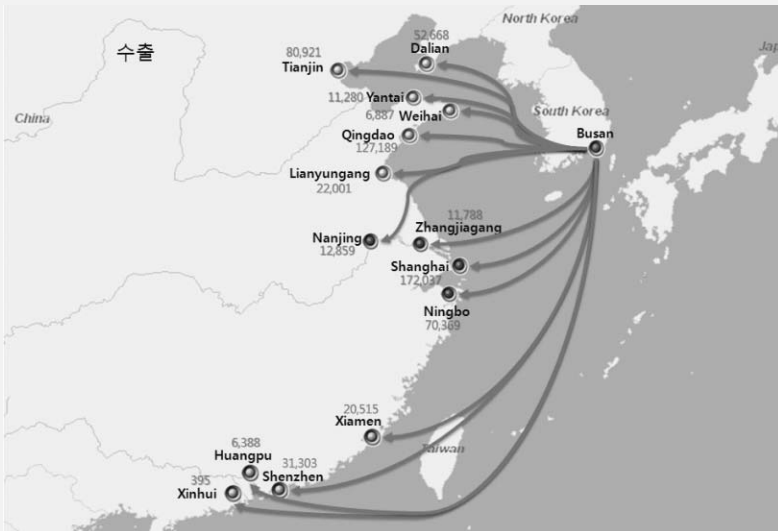 North Korea
수출
52,668
Dalian
80,921
Tianjin
11,280 Yantai
6,887
Weihai
South Korea
Busan
China
Qingdao
127,189
Lianyungang
22,001
11,788
Zhangjiagang
Nanjing
12,859
Shanghai
172,037
Ningbo
70,369
20,515
Xiamen
Taiwan
6,388
Huangpu
31,303
Shenzhen
395
Xinhui